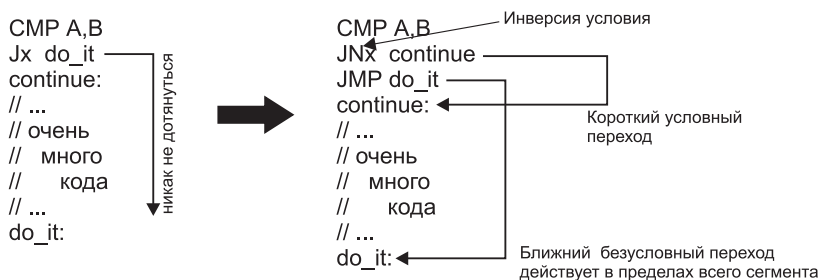 CMP A,B
Jx do_it
continue:
// ...
// очень
// много
// кода
// ...
do_it:
никак не дотянуться
CMP A,B
JNx continue
JMP do_it
continue:
// ...
// очень
// много
// кода
// ...
do_it:
Инверсия условия
Короткий условный
переход
Ближний безусловный переход
действует в пределах всего сегмента